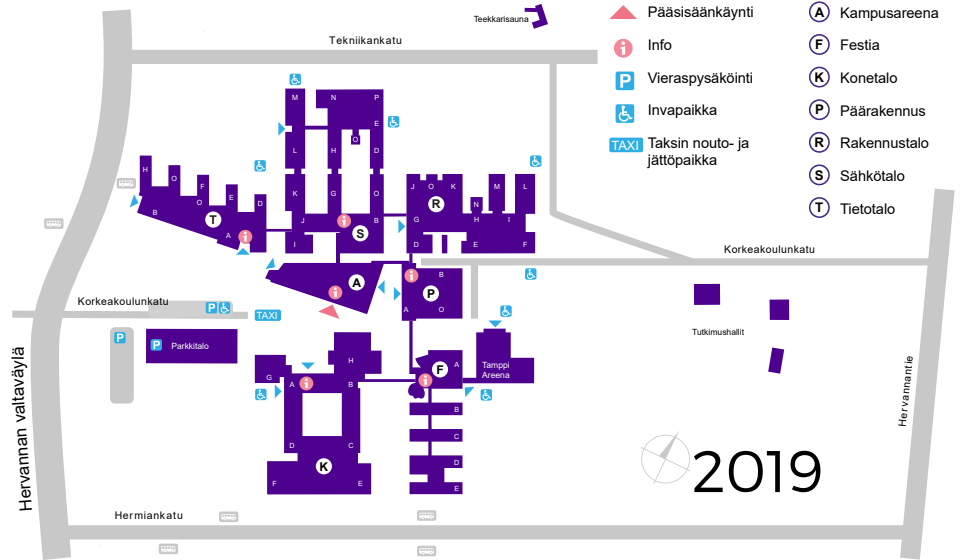 Teekkarisauna
Tekniikankatu
Pääsisäänkäynti
Info
Vieraspysäköinti
Invapaikka
TAXI Taksin nouto- ja
jättöpaikka
A Kampusareena
F Festia
K Konetalo
P Päärakennus
R Rakennustalo
S Sähkötalo
T Tietotalo
M
N
P
E
O
L
H
D
K
G
O
J
B
I
S
H
O
F
O
E
D
B
T
A
J
O
K
R
M
L
N
G
H
I
D
E
F
Korkeakoulunkatu
A
B
P
A
O
Korkeakoulunkatu
TAXI
P
P
P
Parkkitalo
Tutkimushallit
H
G
A
B
D
C
K
F
E
F
A
Tamppi
Areena
B
C
D
E
Hervannan valtaväylä
Hervannantie
2019
Hermiankatu